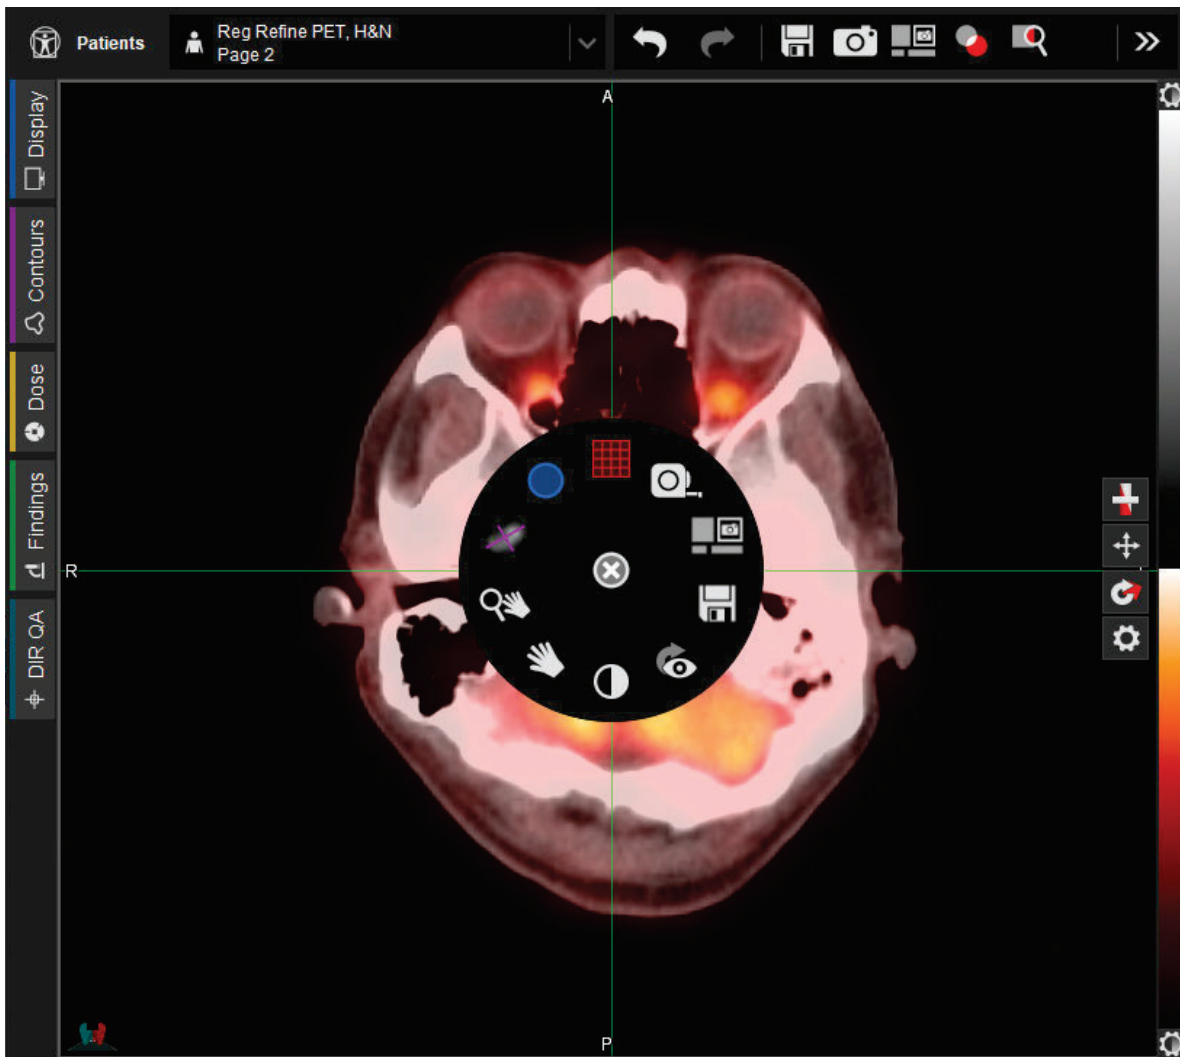 Patients
Reg Refine PET, H&N
Page 2
Display
Contours
Dose
Findings
DIR QA
A
R
P